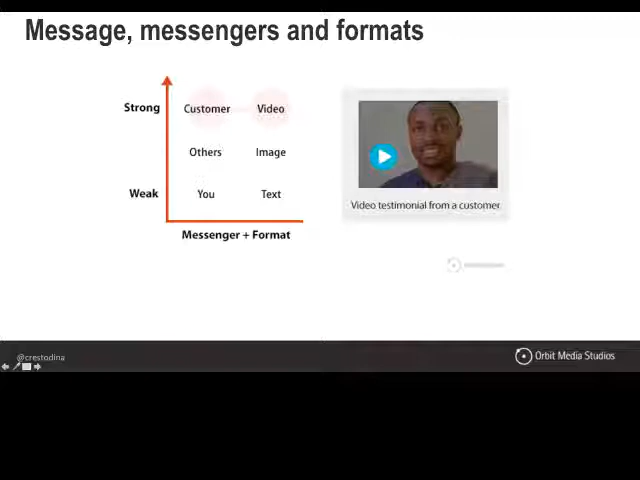 Message, messengers and formats
Strong
Customer
Video
Others
Image
Weak
You
Text
Messenger + Format
Video testimonial from a customer
@crestodina
Orbit Media Studios